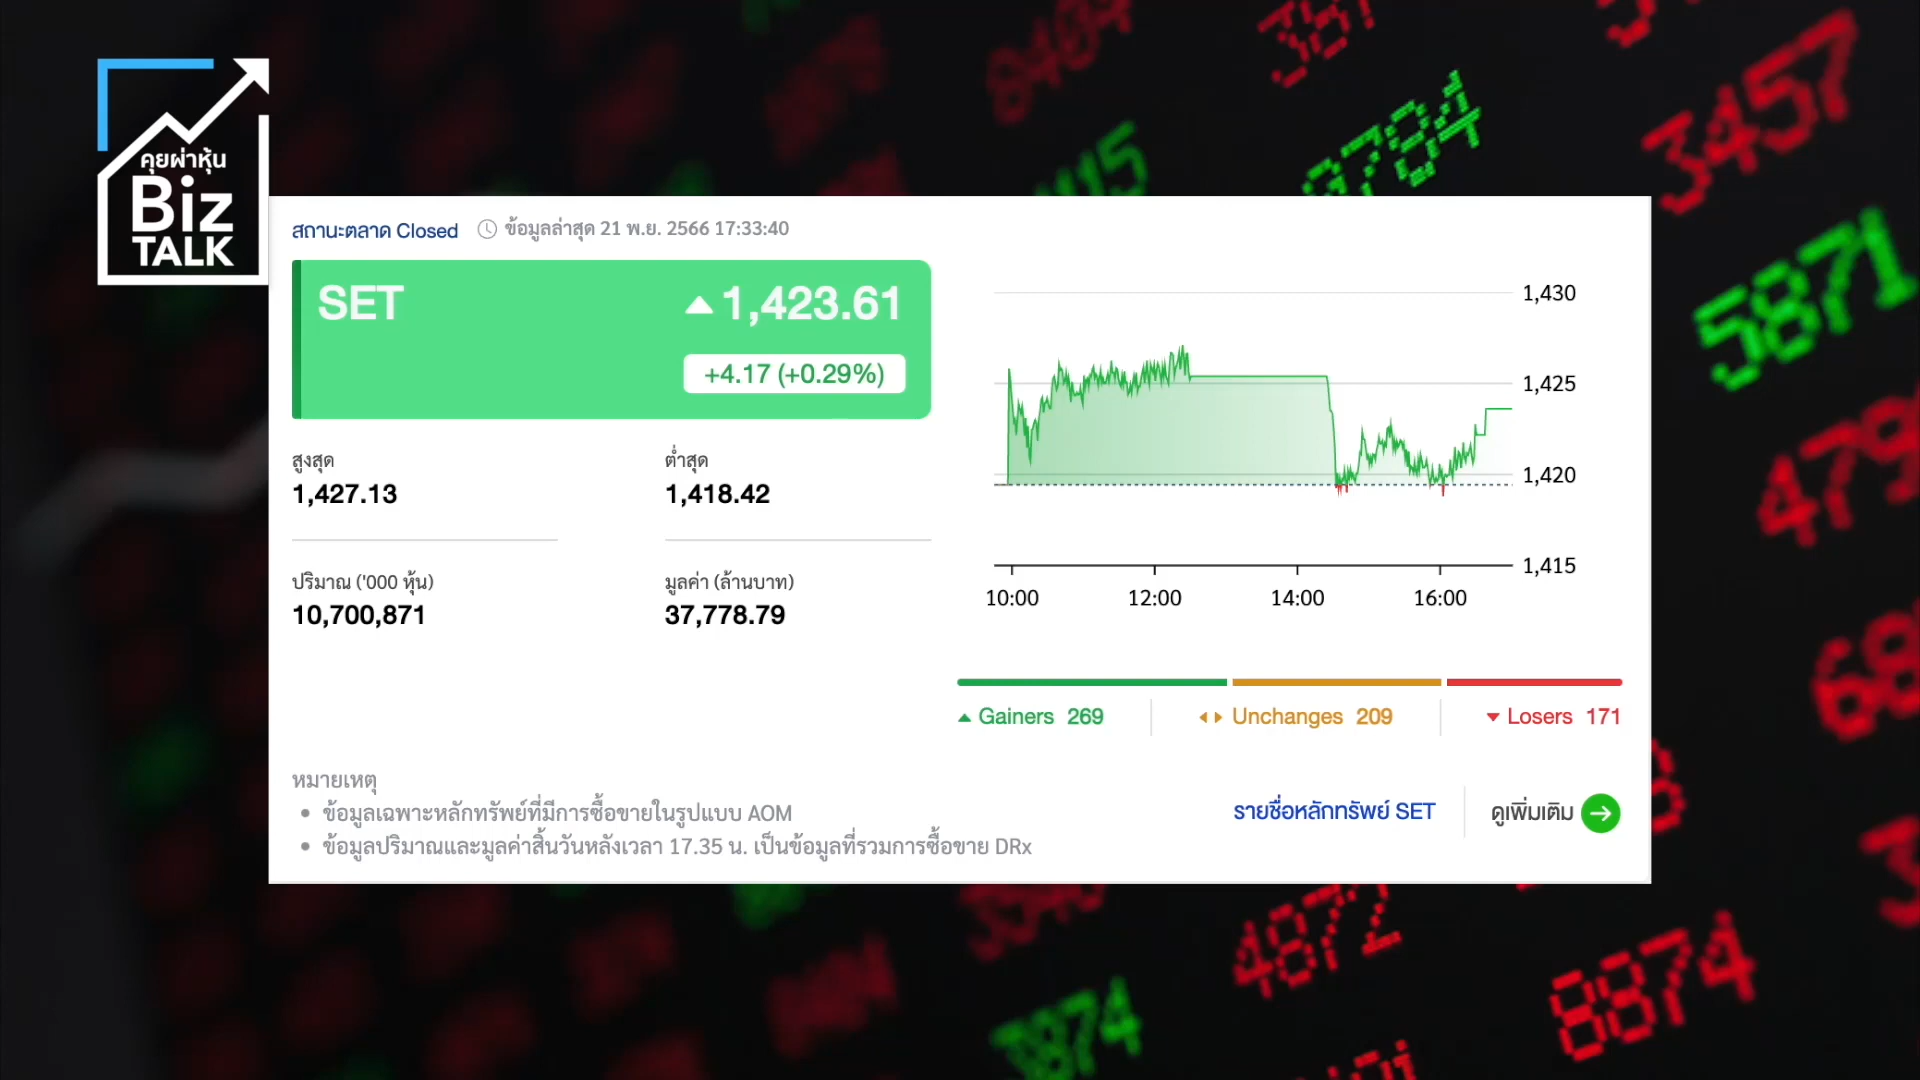 คุยผ่าหุ้น
Biz
TALK
สถานะตลาด Closed ข้อมูลล่าสุด 21 พ.ย. 2566 17:33:40
SET 1,423.61
+4.17 (+0.29%)
สูงสุด ต่ำสุด
1,427.13 1,418.42
ปริมาณ ('000 หุ้น) มูลค่า (ล้านบาท)
10,700,871 37,778.79
1,430
1,425
1,420
1,415
10:00 12:00 14:00 16:00
Gainers 269 Unchanges 209 Losers 171
หมายเหตุ
ข้อมูลเฉพาะหลักทรัพย์ที่มีการซื้อขายในรูปแบบ AOM
ข้อมูลปริมาณและมูลค่าสิ้นวันหลังเวลา 17.35 น. เป็นข้อมูลที่รวมการซื้อขาย DRx
รายชื่อหลักทรัพย์ SET ดูเพิ่มเติม
8784
3457
5871
4872
8874